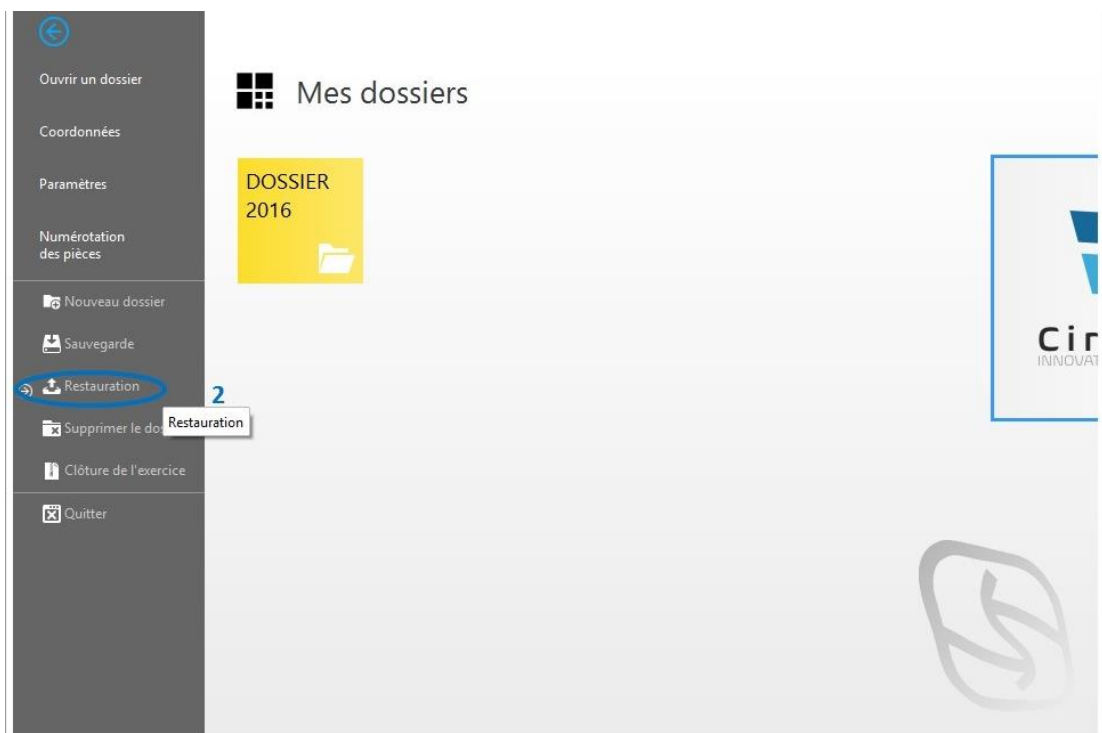 Ouvrir un dossier
Mes dossiers
Coordonnées
Paramètres
DOSSIER
2016
Numérotation
des pièces
Nouveau dossier
Sauvegarde
Cir
INNOVAT
Restauration
2
Restauration
Supprimer le dos
Clôture de l'exercice
Quitter